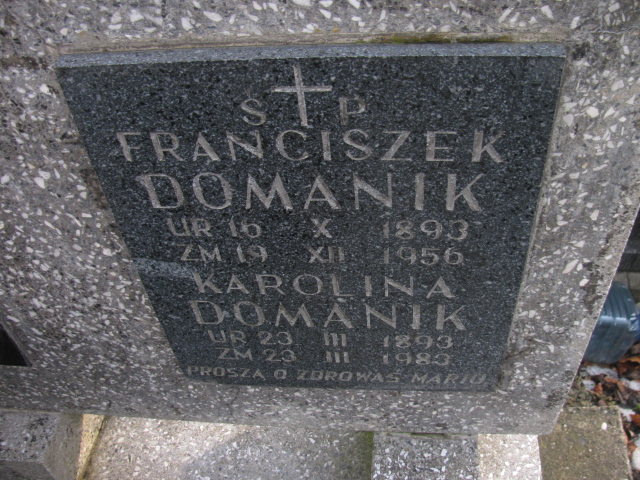 Ś P
FRANCISZEK
DOMANIK
UR 16 X 1893
ZM 19 XII 1956
KAROLINA
DOMANIK
UR 23 III 1893
ZM 23 III 1983
PROSZĄ O ZDROWAŚ MARIO